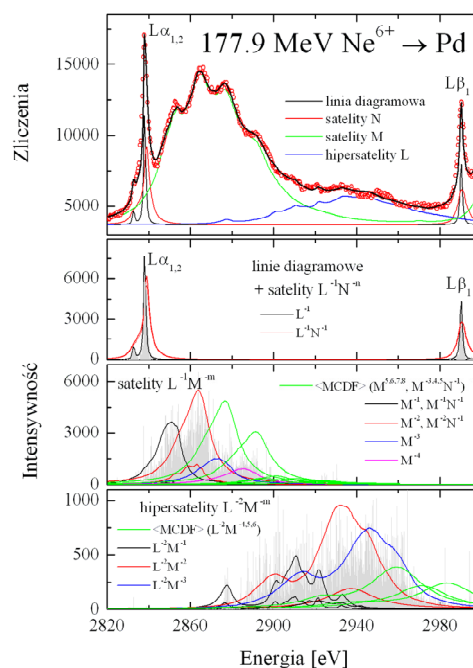 Lα1,2 177.9 MeV Ne6+ → Pd
Lβ1
15000
10000
5000
Zliczenia
linia diagramowa
satelity N
satelity M
hipersatelity L
Lα1,2
linie diagramowe
+ satelity L-1N-n
Lβ1
6000
3000
0
L-1
L-1N-1
Intensywność
satelity L-1M-m
6000
3000
0
<MCDF> (M5,6,7,8, M-3,4,5N-1)
M-1, M-1N-1
M-2, M-2N-1
M-3
M-4
hipersatelity L-2M-m
1000
500
0
<MCDF> (L-2M-4,5,6)
L-2M-1
L-2M-2
L-2M-3
2820 2860 2900 2940 2980
Energia [eV]